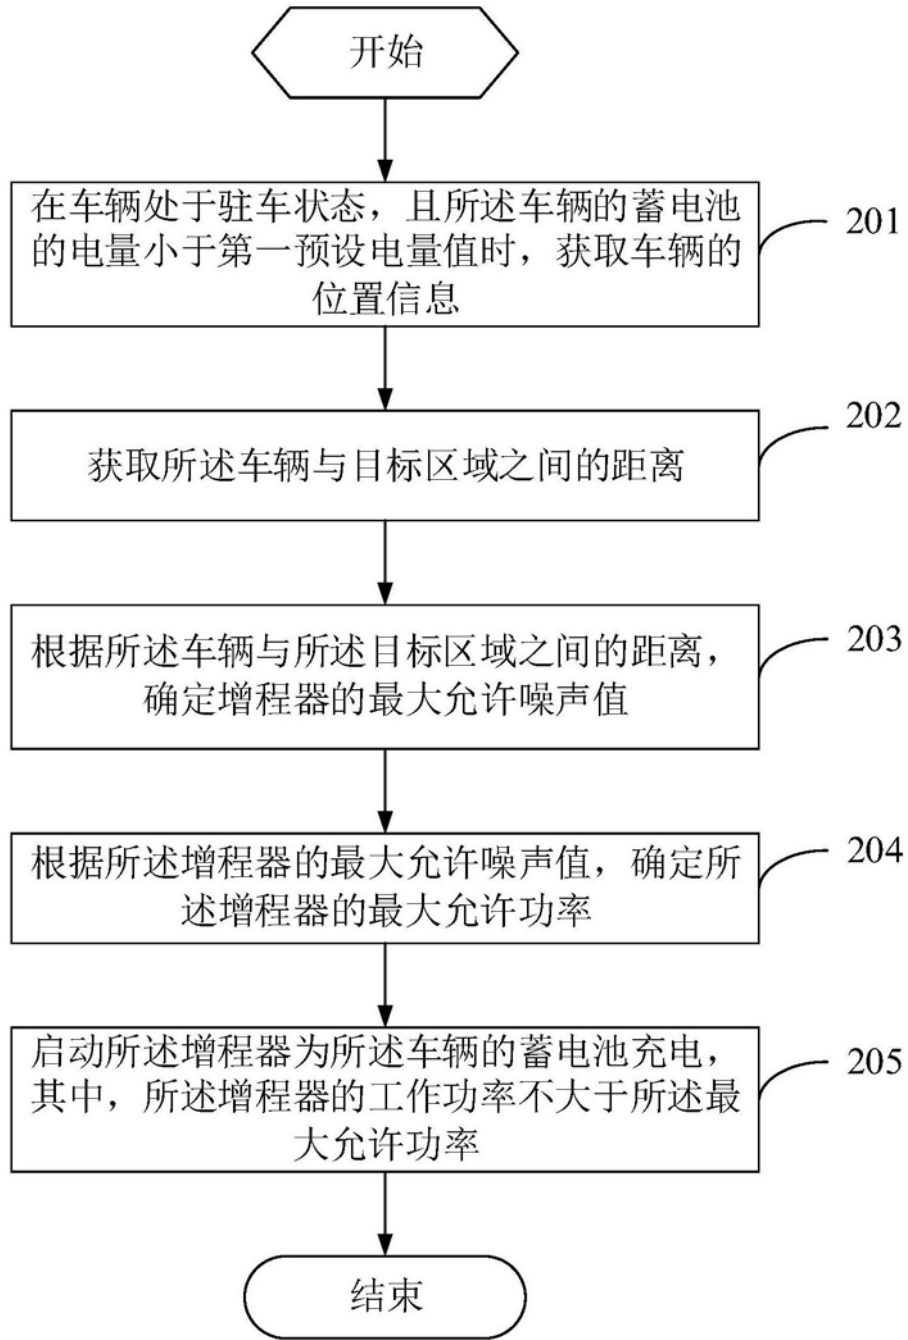 开始
在车辆处于驻车状态，且所述车辆的蓄电池
的电量小于第一预设电量值时，获取车辆的
位置信息
201
获取所述车辆与目标区域之间的距离
202
根据所述车辆与所述目标区域之间的距离，
确定增程器的最大允许噪声值
203
根据所述增程器的最大允许噪声值，确定所
述增程器的最大允许功率
204
启动所述增程器为所述车辆的蓄电池充电，
其中，所述增程器的工作功率不大于所述最
大允许功率
205
结束